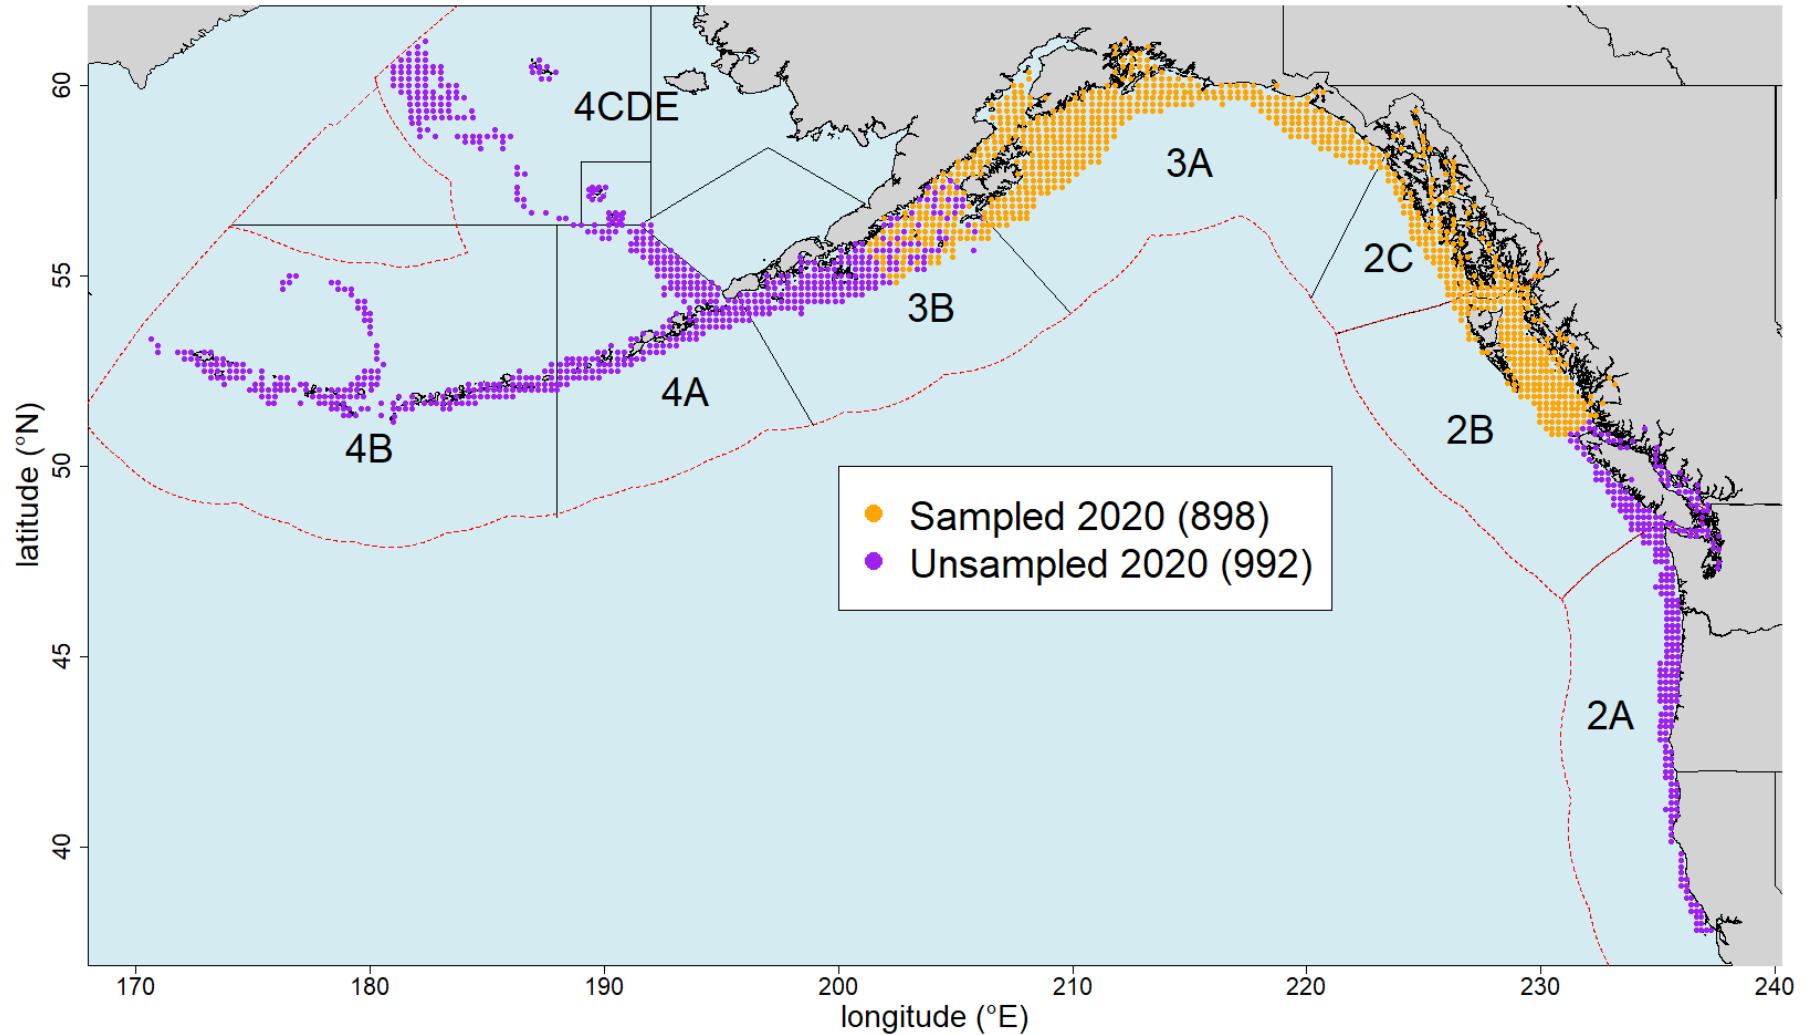 60
55
50
45
40
latitude (°N)
4CDE
3A
2C
3B
4A
2B
4B
Sampled 2020 (898)
Unsampled 2020 (992)
2A
170
180
190
200
210
220
230
240
longitude (°E)